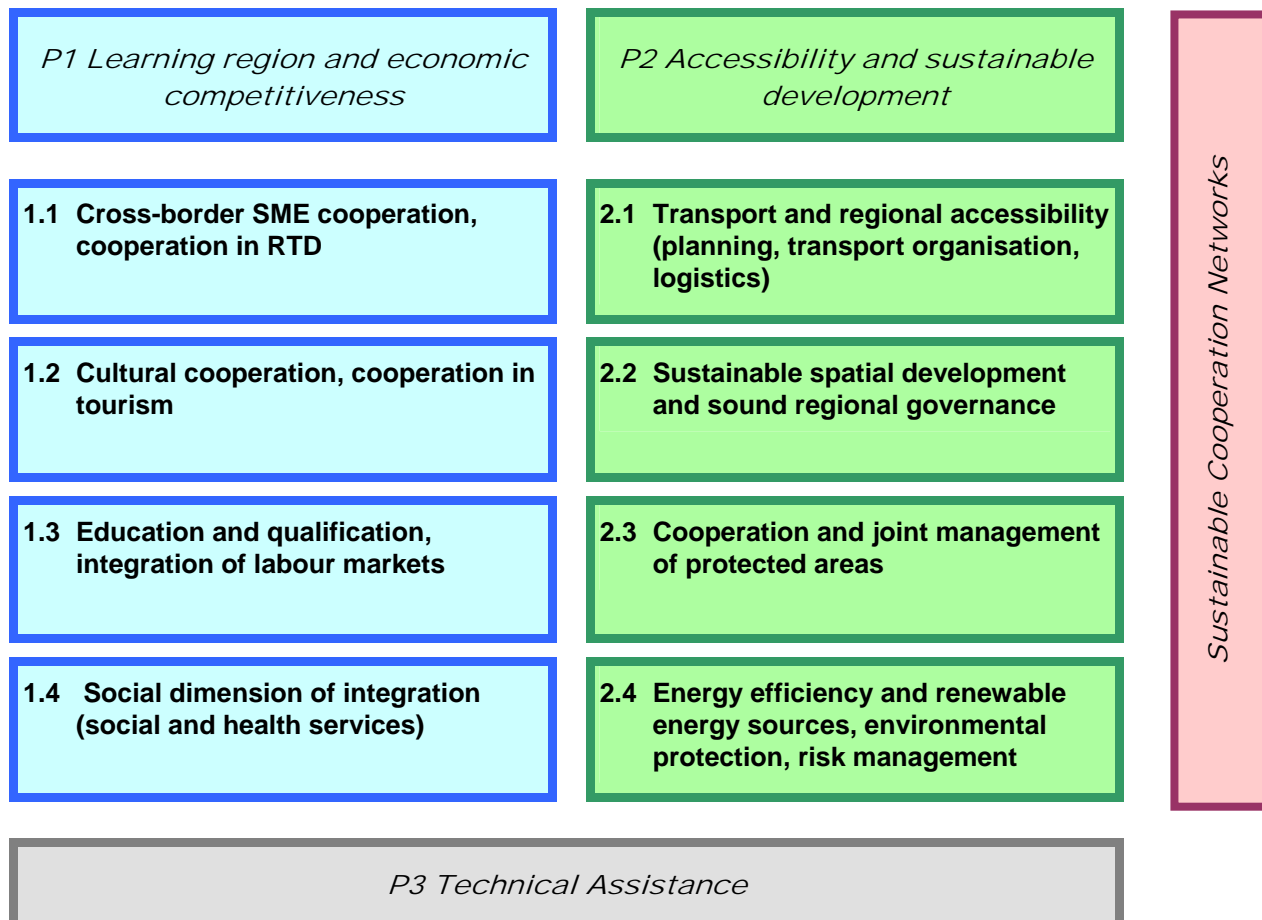 P1 Learning region and economic
competitiveness
P2 Accessibility and sustainable
development
1.1 Cross-border SME cooperation,
cooperation in RTD
2.1 Transport and regional accessibility
(planning, transport organisation,
logistics)
1.2 Cultural cooperation, cooperation in
tourism
2.2 Sustainable spatial development
and sound regional governance
1.3 Education and qualification,
integration of labour markets
2.3 Cooperation and joint management
of protected areas
1.4 Social dimension of integration
(social and health services)
2.4 Energy efficiency and renewable
energy sources, environmental
protection, risk management
Sustainable Cooperation Networks
P3 Technical Assistance